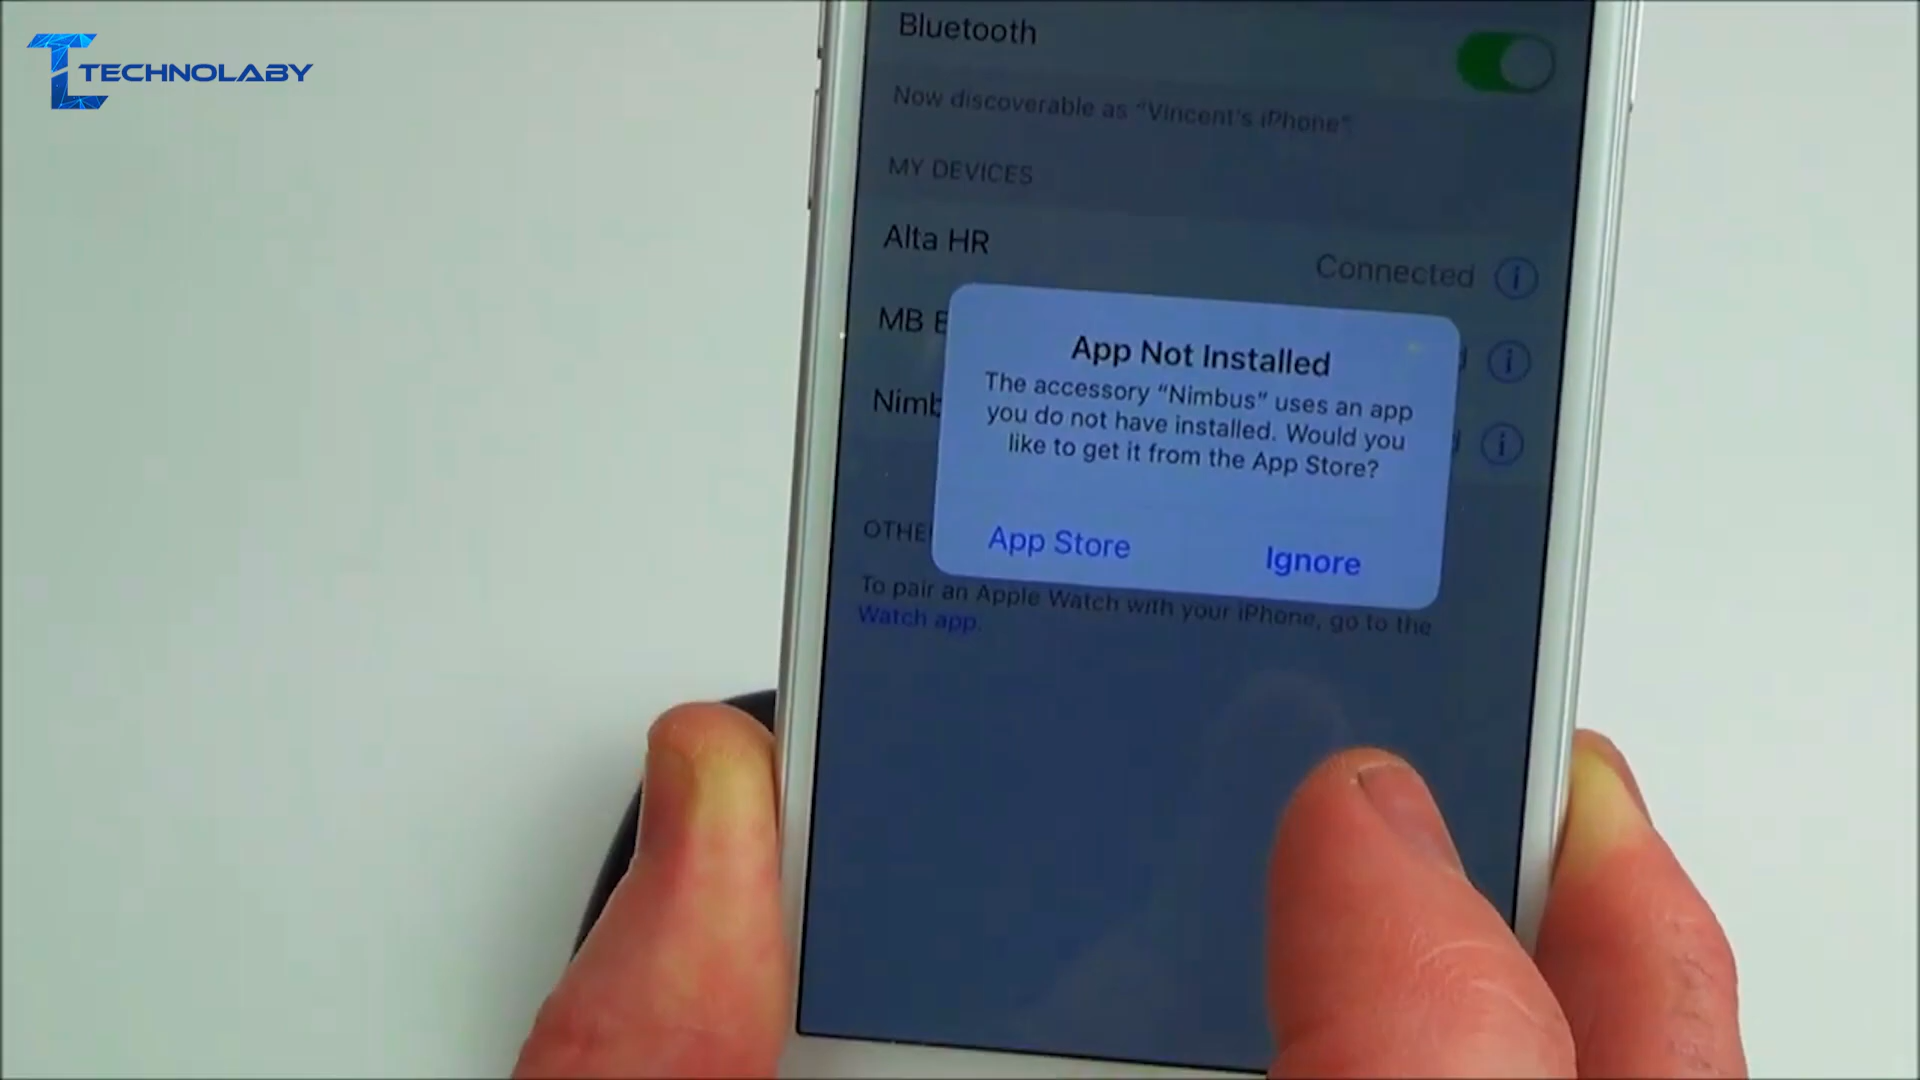 TECHNOLABY
Bluetooth
Now discoverable as “Vincent's iPhone”.
MY DEVICES
Alta HR
Connected
MB
App Not Installed
The accessory “Nimbus” uses an app
you do not have installed. Would you
like to get it from the App Store?
App Store
Ignore
To pair an Apple Watch with your iPhone, go to the
Watch app.